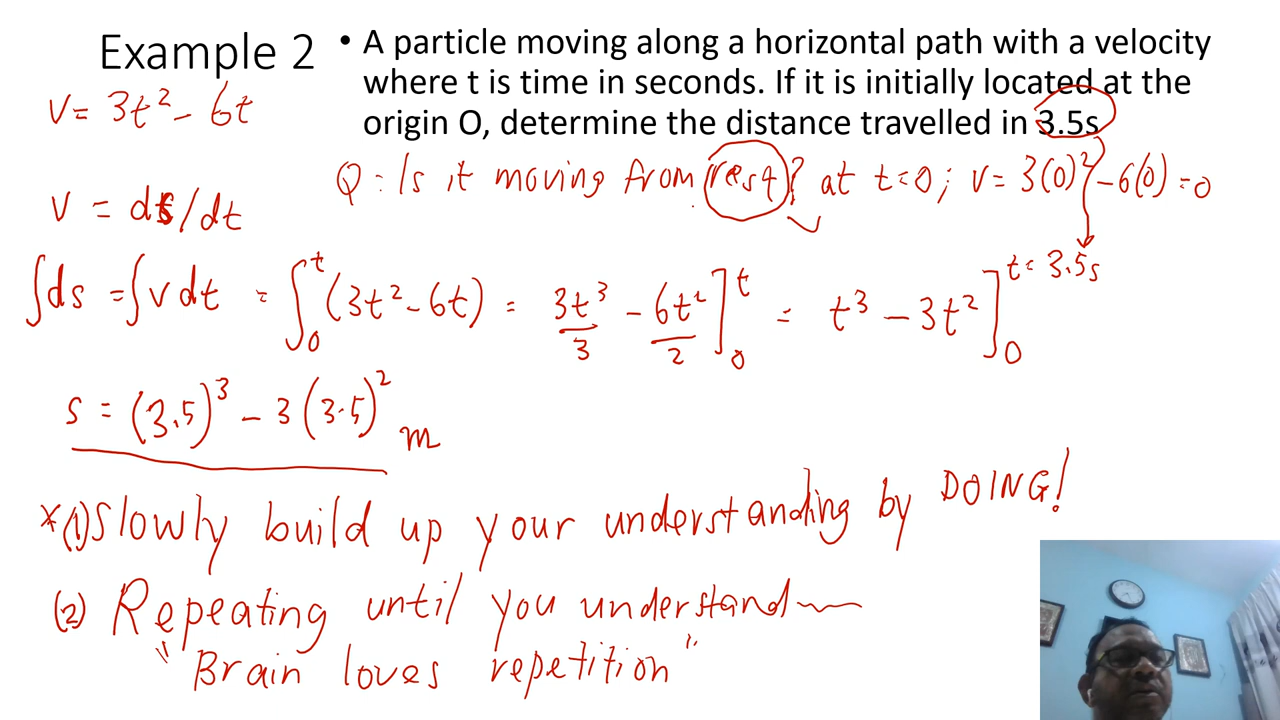 Example 2
• A particle moving along a horizontal path with a velocity
where t is time in seconds. If it is initially located at the
origin O, determine the distance travelled in 3.5s
v = 3t² - 6t
Q: Is it moving from rest? at t=0; v = 3(0)² - 6(0) = 0
v = ds/dt
∫ds = ∫v dt = ∫₀ᵗ (3t² - 6t) = 3t³/3 - 6t²/2 ]₀ᵗ = t³ - 3t² ]₀ t = 3.5s
s = (3.5)³ - 3(3.5)² m
* (1) Slowly build up your understanding by DOING!
(2) Repeating until you understand
"Brain loves repetition"